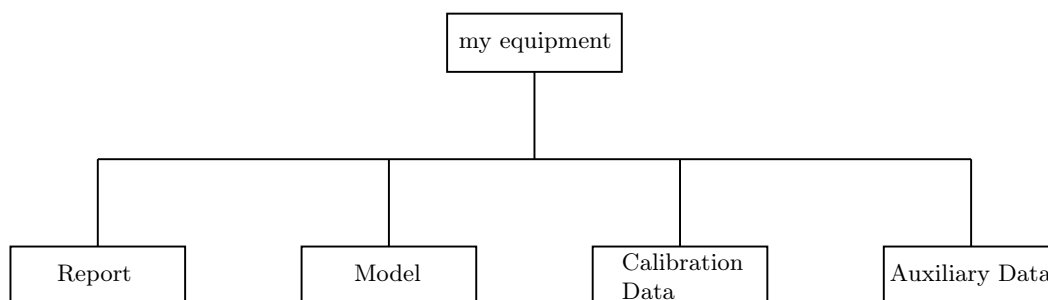 my equipment
Report
Model
Calibration
Data
Auxiliary Data